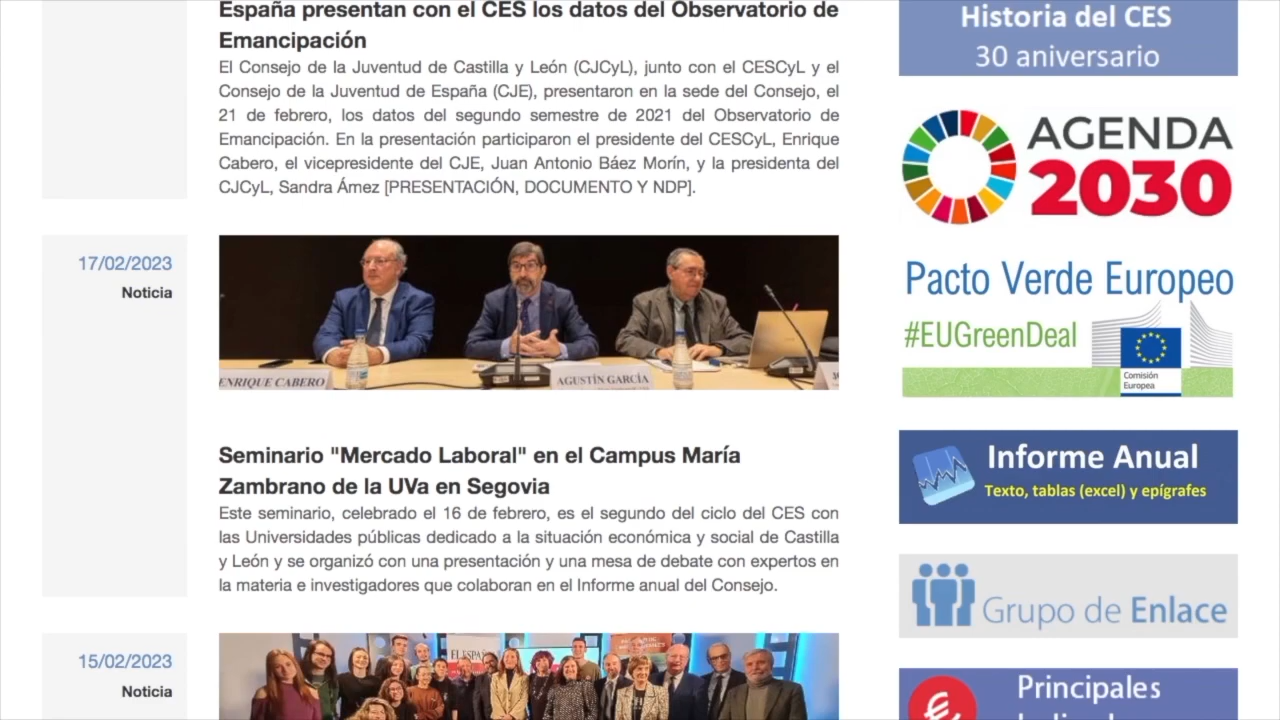 España presentan con el CES los datos del Observatorio de
Emancipación
El Consejo de la Juventud de Castilla y León (CJCyL), junto con el CESCyL y el
Consejo de la Juventud de España (CJE), presentaron en la sede del Consejo, el
21 de febrero, los datos del segundo semestre de 2021 del Observatorio de
Emancipación. En la presentación participaron el presidente del CESCyL, Enrique
Cabero, el vicepresidente del CJE, Juan Antonio Báez Morín, y la presidenta del
CJCyL, Sandra Ámez [PRESENTACIÓN, DOCUMENTO Y NDP].
17/02/2023
Noticia
ENRIQUE CABERO
AGUSTÍN GARCÍA
Seminario "Mercado Laboral" en el Campus María
Zambrano de la UVa en Segovia
Este seminario, celebrado el 16 de febrero, es el segundo del ciclo del CES con
las Universidades públicas dedicado a la situación económica y social de Castilla
y León y se organizó con una presentación y una mesa de debate con expertos en
la materia e investigadores que colaboran en el Informe anual del Consejo.
15/02/2023
Noticia
EL ESPAÑ
Historia del CES
30 aniversario
AGENDA
2030
Pacto Verde Europeo
#EUGreenDeal
Comisión
Europea
Informe Anual
Texto, tablas (excel) y epígrafes
Grupo de Enlace
€
Principales